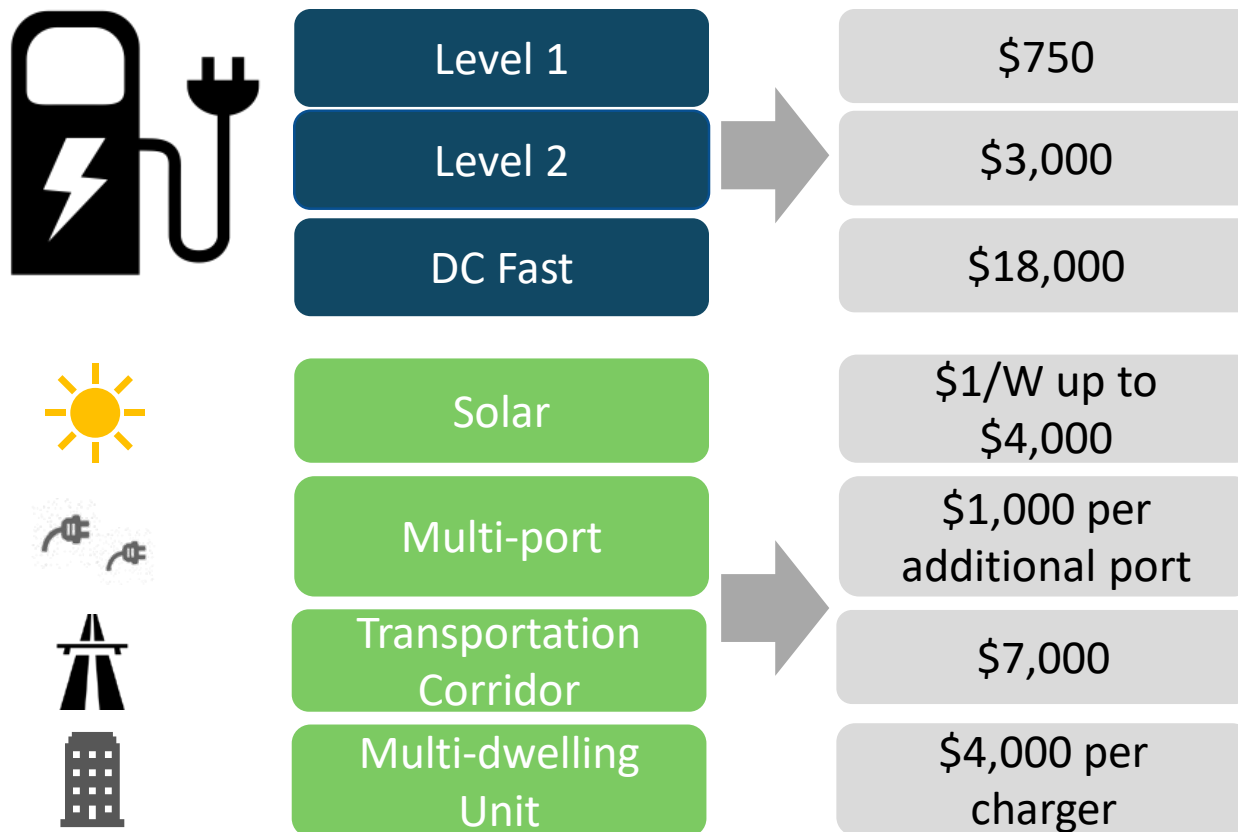 Level 1
$750
Level 2
$3,000
DC Fast
$18,000
Solar
$1/W up to
$4,000
Multi-port
$1,000 per
additional port
Transportation
Corridor
$7,000
Multi-dwelling
Unit
$4,000 per
charger